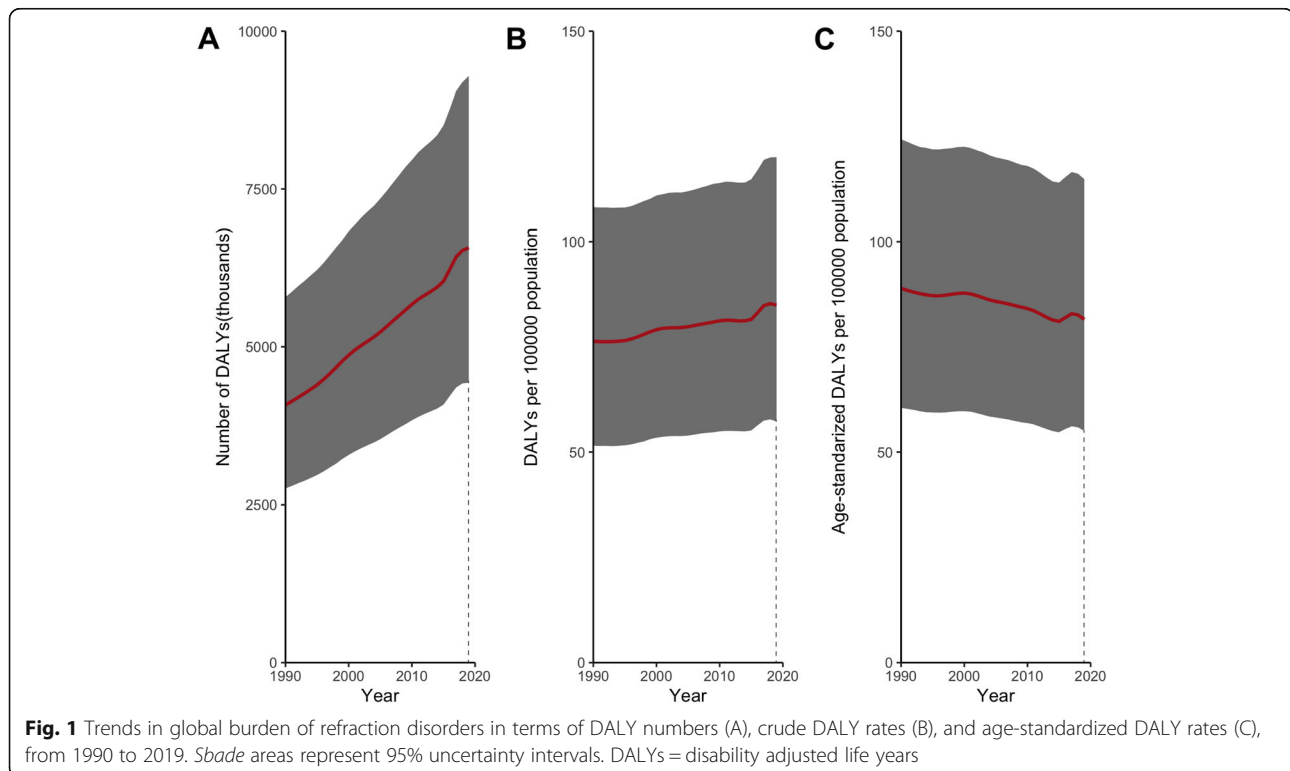 A
Number of DALYs(thousands)
10000
7500
5000
2500
0
1990
2000
2010
2020
Year
B
DALYs per 100000 population
150
100
50
0
1990
2000
2010
2020
Year
C
Age-standarized DALYs per 100000 population
150
100
50
0
1990
2000
2010
2020
Year
Fig. 1 Trends in global burden of refraction disorders in terms of DALY numbers (A), crude DALY rates (B), and age-standardized DALY rates (C),
from 1990 to 2019. Sbade areas represent 95% uncertainty intervals. DALYs = disability adjusted life years